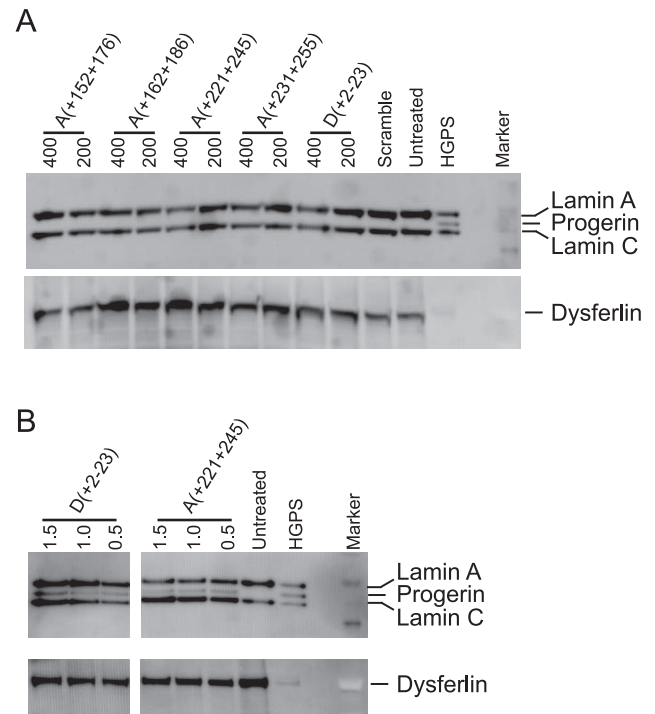 A
A(+152+176) A(+162+186) A(+221+245) A(+231+255) D(+2-23) Scramble Untreated HGPS Marker
400 200 400 200 400 200 400 200 400 200
Lamin A
Progerin
Lamin C
Dysferlin
B
D(+2-23) A(+221+245) Untreated HGPS Marker
1.5 1.0 0.5 1.5 1.0 0.5
Lamin A
Progerin
Lamin C
Dysferlin